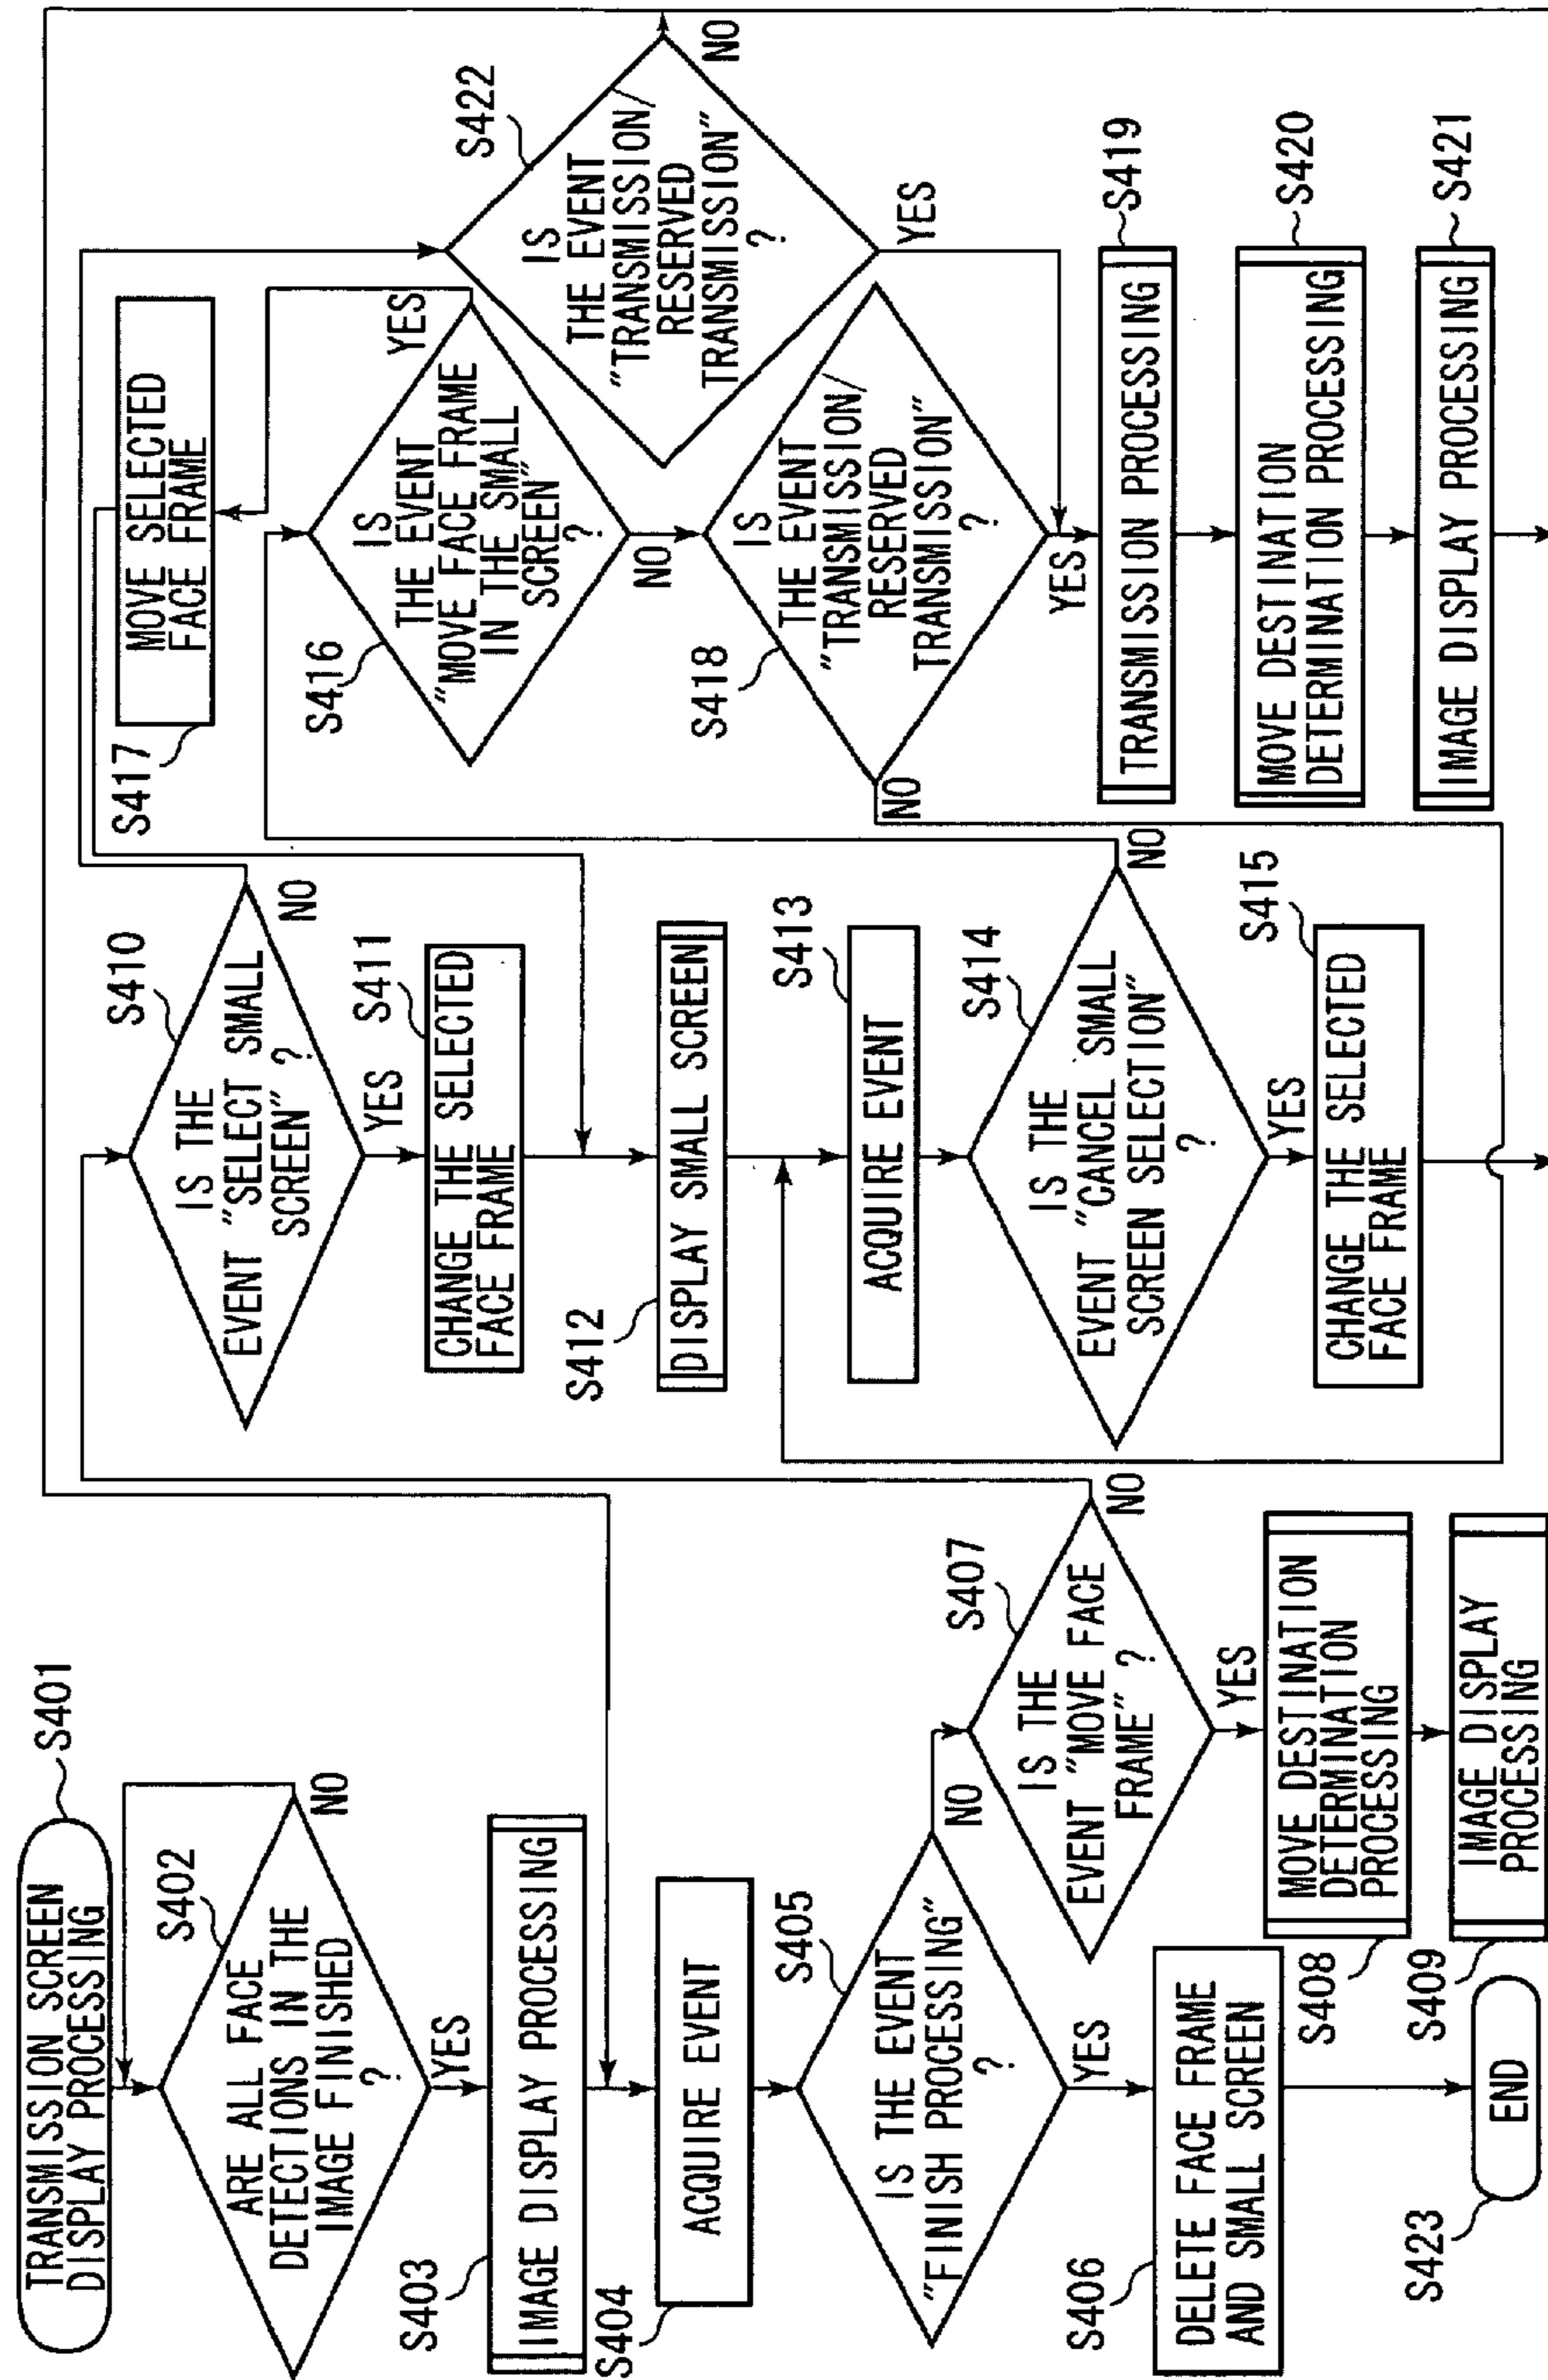 TRANSMISSION SCREEN
DISPLAY PROCESSING
S401
ARE ALL FACE
DETECTIONS IN THE
IMAGE FINISHED
?
S402
NO
YES
IMAGE DISPLAY PROCESSING
S403
ACQUIRE EVENT
S404
IS THE EVENT
"FINISH PROCESSING"
?
S405
NO
YES
DELETE FACE FRAME
AND SMALL SCREEN
S406
END
S423
IS THE
EVENT "MOVE FACE
FRAME" ?
S407
NO
YES
MOVE DESTINATION
DETERMINATION
PROCESSING
S408
IMAGE DISPLAY
PROCESSING
S409
IS THE
EVENT "SELECT SMALL
SCREEN" ?
S410
NO
YES
CHANGE THE SELECTED
FACE FRAME
S411
DISPLAY SMALL SCREEN
S412
ACQUIRE EVENT
S413
IS THE
EVENT "CANCEL SMALL
SCREEN SELECTION"
?
S414
NO
YES
CHANGE THE SELECTED
FACE FRAME
S415
MOVE SELECTED
FACE FRAME
S417
IS
THE EVENT
"MOVE FACE FRAME
IN THE SMALL
SCREEN"
?
S416
YES
NO
IS
THE EVENT
"TRANSMISSION/
RESERVED
TRANSMISSION"
?
S418
NO
YES
TRANSMISSION PROCESSING
S419
MOVE DESTINATION
DETERMINATION PROCESSING
S420
IMAGE DISPLAY PROCESSING
S421
IS
THE EVENT
"TRANSMISSION/
RESERVED
TRANSMISSION"
?
S422
NO
YES